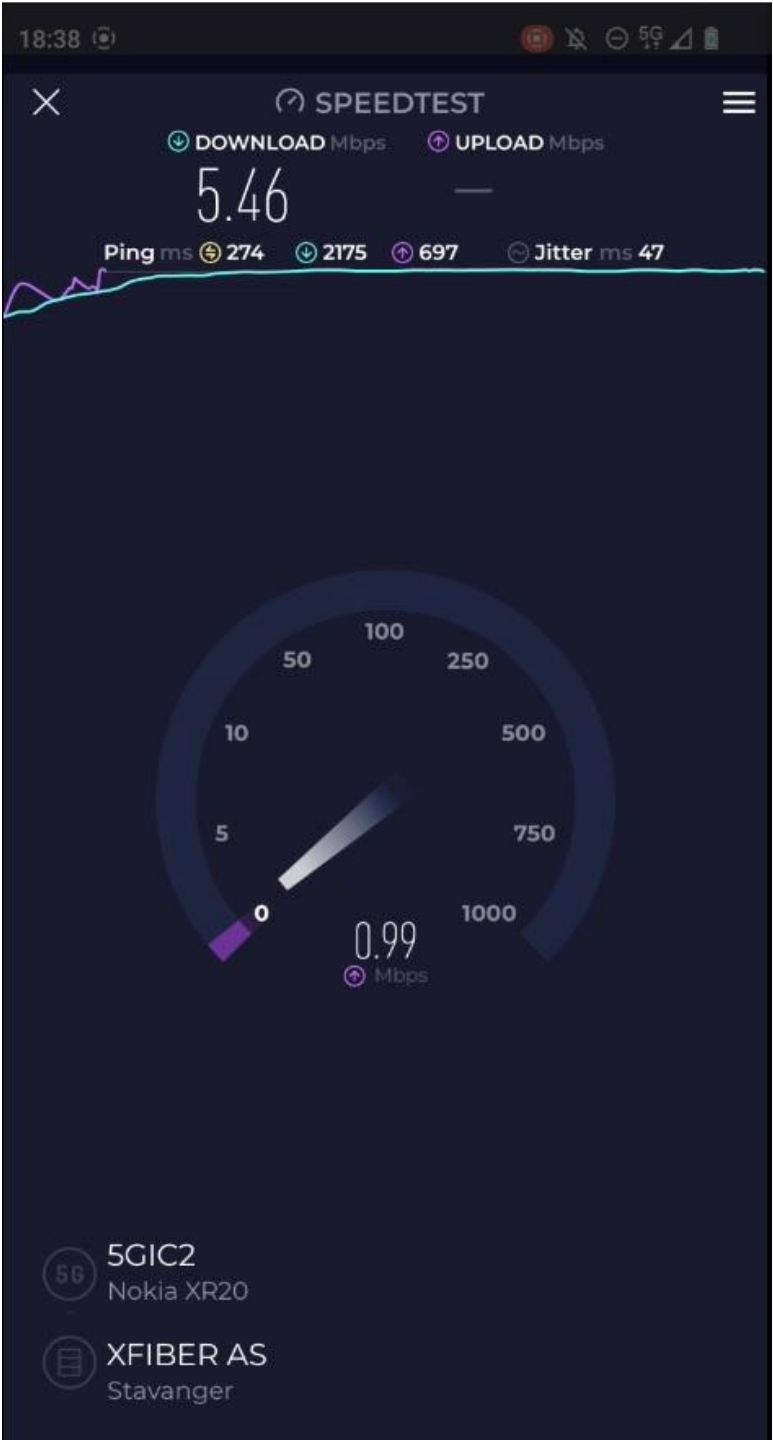 18:38 5G
SPEEDTEST
DOWNLOAD Mbps UPLOAD Mbps
5.46 —
Ping ms 274 2175 697 Jitter ms 47
100
50 250
10 500
5 750
0 1000
0.99
Mbps
5G 5GIC2
Nokia XR20
XFIBER AS
Stavanger